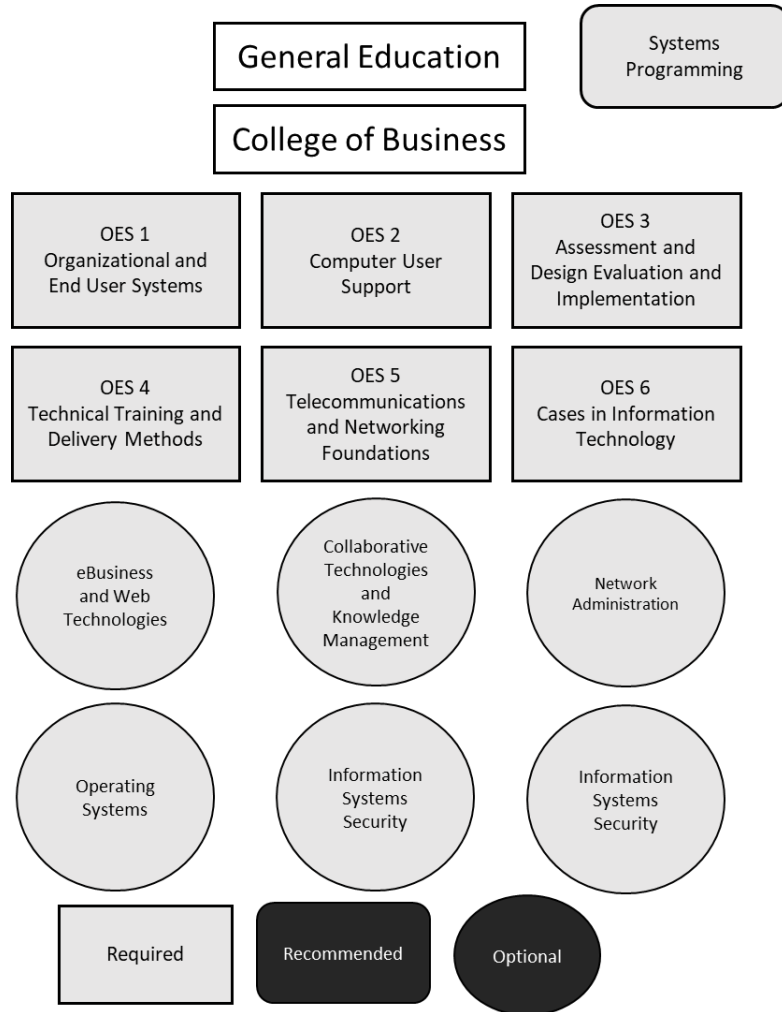 General Education
Systems
Programming
College of Business
OES 1
Organizational and
End User Systems
OES 2
Computer User
Support
OES 3
Assessment and
Design Evaluation and
Implementation
OES 4
Technical Training and
Delivery Methods
OES 5
Telecommunications
and Networking
Foundations
OES 6
Cases in Information
Technology
eBusiness
and Web
Technologies
Collaborative
Technologies
and
Knowledge
Management
Network
Administration
Operating
Systems
Information
Systems
Security
Information
Systems
Security
Required
Recommended
Optional